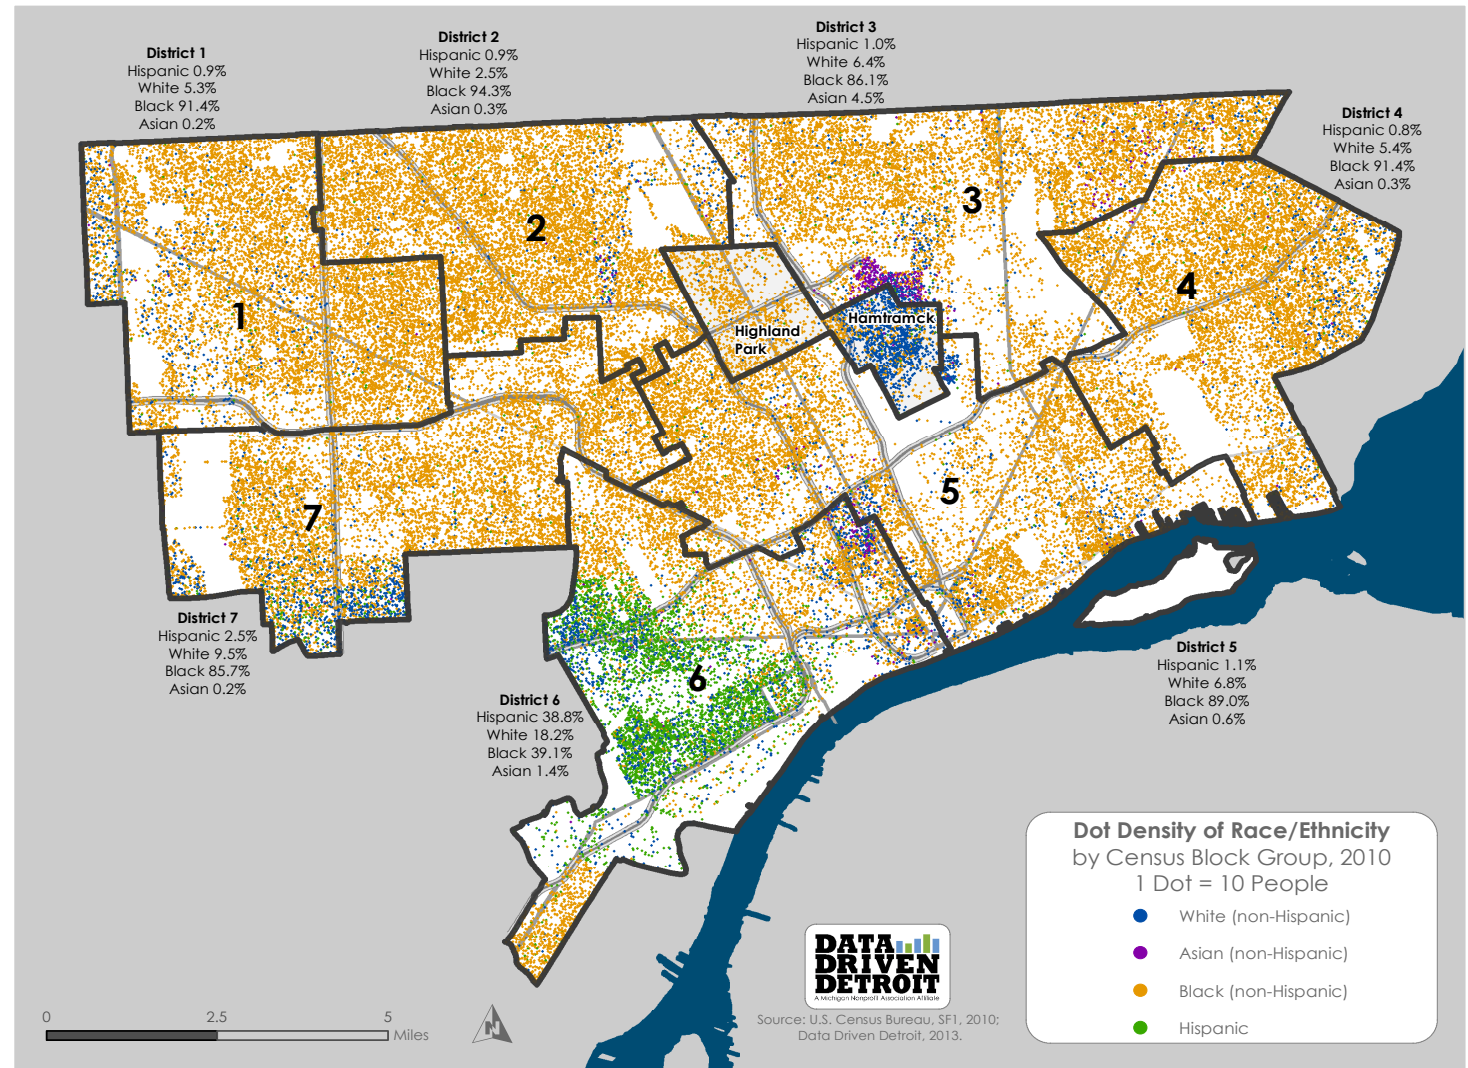 District 1
Hispanic 0.9%
White 5.3%
Black 91.4%
Asian 0.2%
District 2
Hispanic 0.9%
White 2.5%
Black 94.3%
Asian 0.3%
District 3
Hispanic 1.0%
White 6.4%
Black 86.1%
Asian 4.5%
District 4
Hispanic 0.8%
White 5.4%
Black 91.4%
Asian 0.3%
1
2
3
4
Highland
Park
Hamtramck
5
7
6
District 7
Hispanic 2.5%
White 9.5%
Black 85.7%
Asian 0.2%
District 6
Hispanic 38.8%
White 18.2%
Black 39.1%
Asian 1.4%
District 5
Hispanic 1.1%
White 6.8%
Black 89.0%
Asian 0.6%
Dot Density of Race/Ethnicity
by Census Block Group, 2010
1 Dot = 10 People
White (non-Hispanic)
Asian (non-Hispanic)
Black (non-Hispanic)
Hispanic
DATA
DRIVEN
DETROIT
A Michigan Nonprofit Association Affiliate
Source: U.S. Census Bureau, SF1, 2010;
Data Driven Detroit, 2013.
0 2.5 5
Miles
N